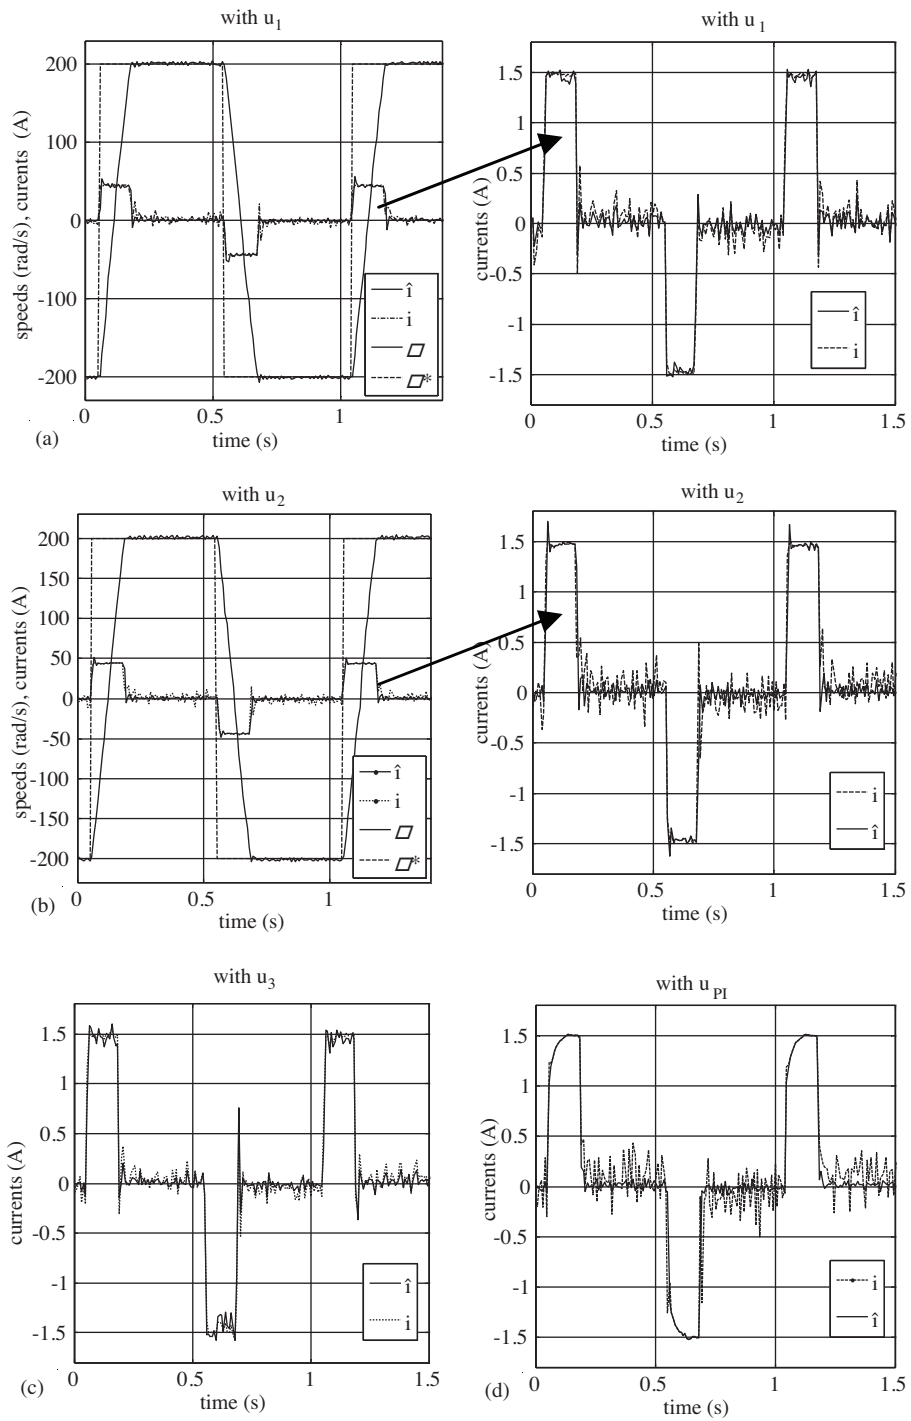 with u1
with u1
speeds (rad/s), curents (A)
200
100
0
-100
-200
0
0.5
1
time (s)
î
i
▱
▱*
(a)
currents (A)
1.5
1
0.5
0
-0.5
-1
-1.5
0
0.5
1
1.5
time (s)
î
i
with u2
with u2
speeds (rad/s), currents (A)
200
150
100
50
0
-50
-100
-150
-200
0
0.5
1
time (s)
î
i
▱
▱*
(b)
currents (A)
1.5
1
0.5
0
-0.5
-1
-1.5
0
0.5
1
1.5
time (s)
i
î
with u3
with uPI
currents (A)
1.5
1
0.5
0
-0.5
-1
-1.5
0
0.5
1
1.5
time (s)
î
i
(c)
currents (A)
1.5
1
0.5
0
-0.5
-1
-1.5
0
0.5
1
1.5
time (s)
i
î
(d)